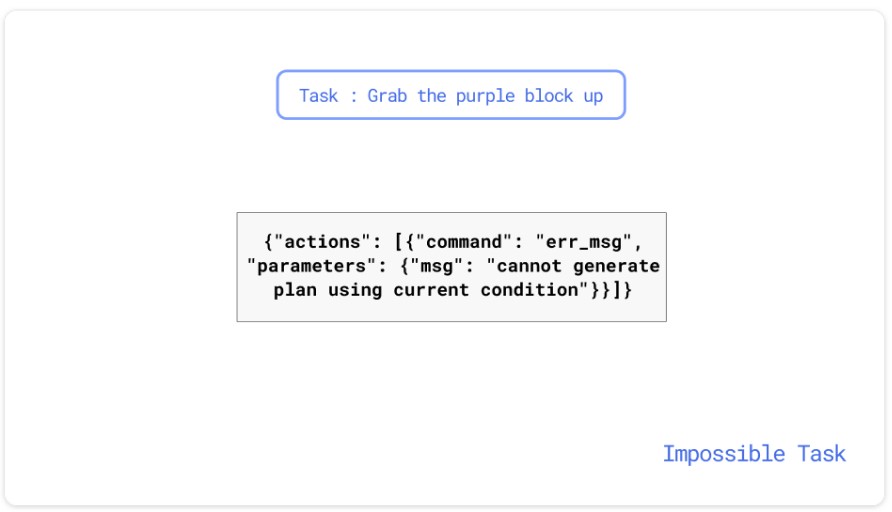 Task : Grab the purple block up
{"actions": [{"command": "err_msg",
"parameters": {"msg": "cannot generate
plan using current condition"}}]}
Impossible Task